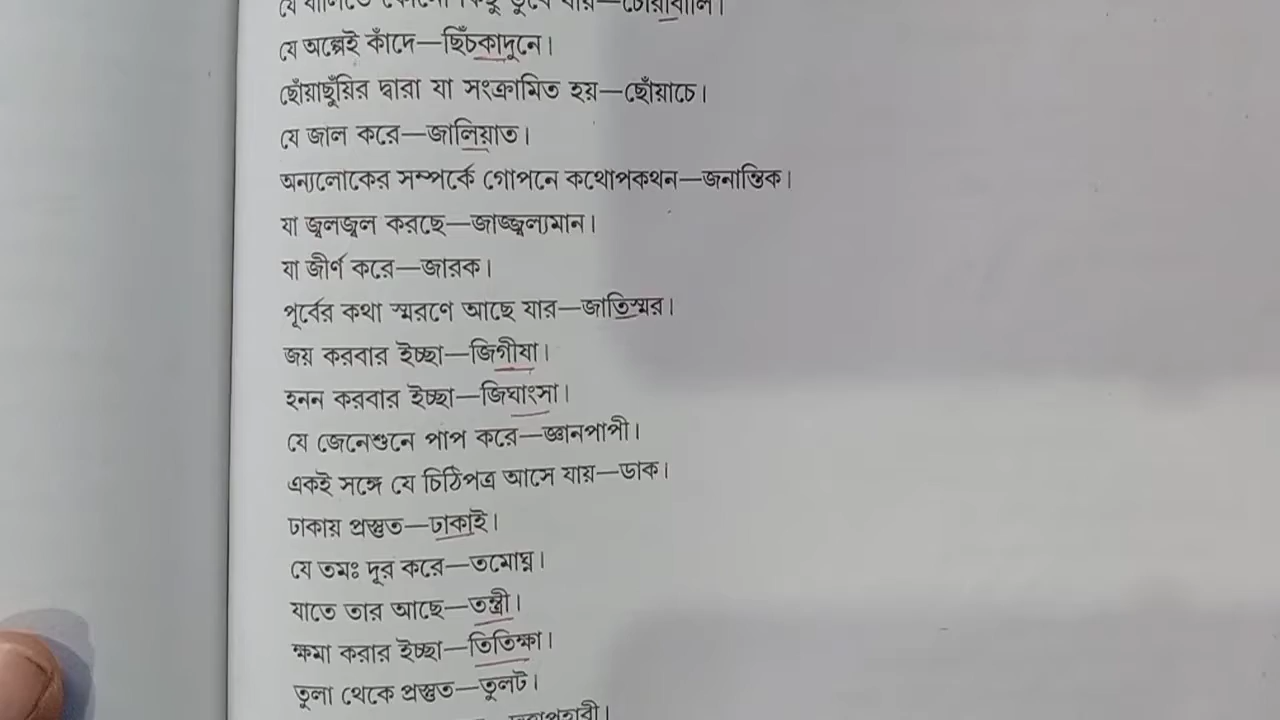 যে বালিতে কোনো কিছু ডুবে যায়—চোরাবালি।
যে অল্পেই কাঁদে—ছিঁচকাদুনে।
ছোঁয়াছুঁয়ির দ্বারা যা সংক্রামিত হয়—ছোঁয়াচে।
যে জাল করে—জালিয়াত।
অন্যলোকের সম্পর্কে গোপনে কথোপকথন—জনান্তিক।
যা জ্বলজ্বল করছে—জাজ্জ্বল্যমান।
যা জীর্ণ করে—জারক।
পূর্বের কথা স্মরণে আছে যার—জাতিস্মর।
জয় করবার ইচ্ছা—জিগীষা।
হনন করবার ইচ্ছা—জিঘাংসা।
যে জেনেশুনে পাপ করে—জ্ঞানপাপী।
একই সঙ্গে যে চিঠিপত্র আসে যায়—ডাক।
ঢাকায় প্রস্তুত—ঢাকাই।
যে তমঃ দূর করে—তমোঘ্ন।
যাতে তার আছে—তন্ত্রী।
ক্ষমা করার ইচ্ছা—তিতিক্ষা।
তুলা থেকে প্রস্তুত—তুলট।